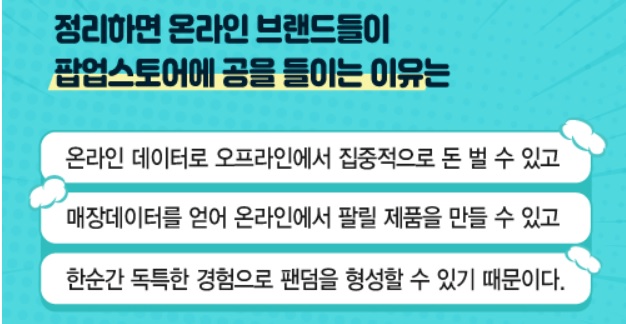 정리하면 온라인 브랜드들이
팝업스토어에 공을 들이는 이유는
온라인 데이터로 오프라인에서 집중적으로 돈 벌 수 있고
매장데이터를 얻어 온라인에서 팔릴 제품을 만들 수 있고
한순간 독특한 경험으로 팬덤을 형성할 수 있기 때문이다.